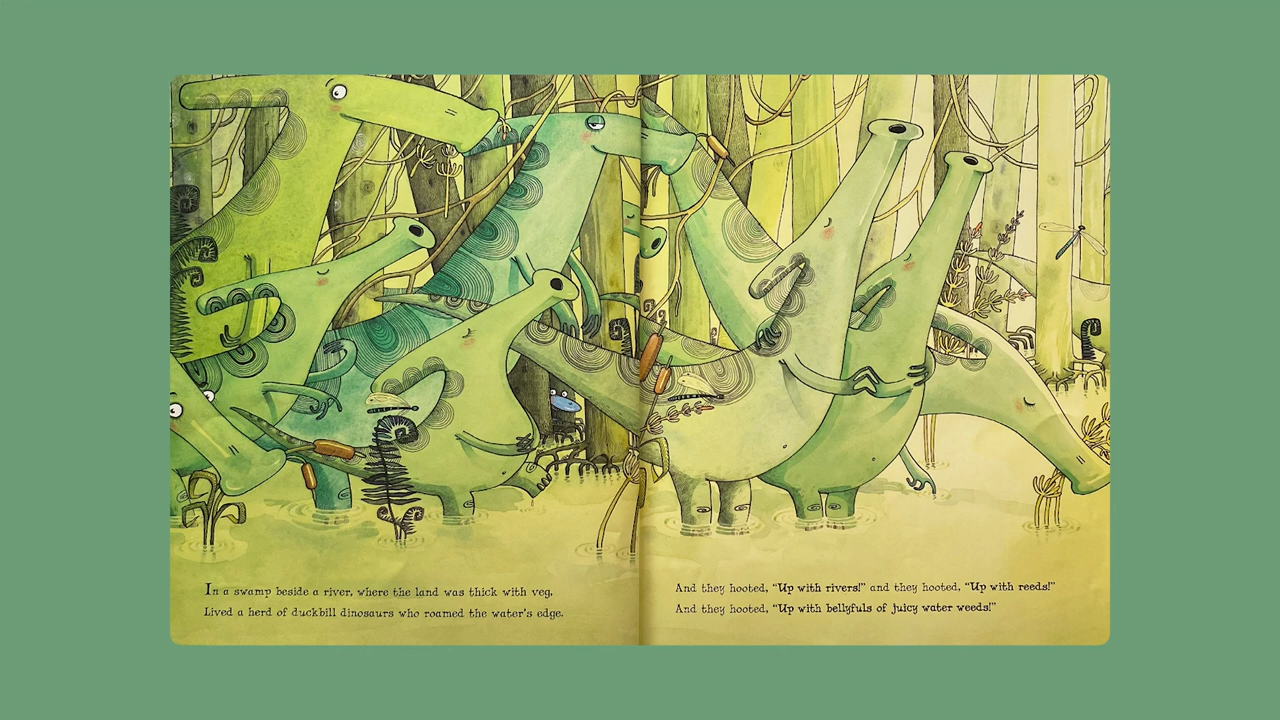 In a swamp beside a river, where the land was thick with veg,
Lived a herd of duckbill dinosaurs who roamed the water's edge.
And they hooted, “Up with rivers!” and they hooted, “Up with reeds!”
And they hooted, “Up with bellyfuls of juicy water weeds!”